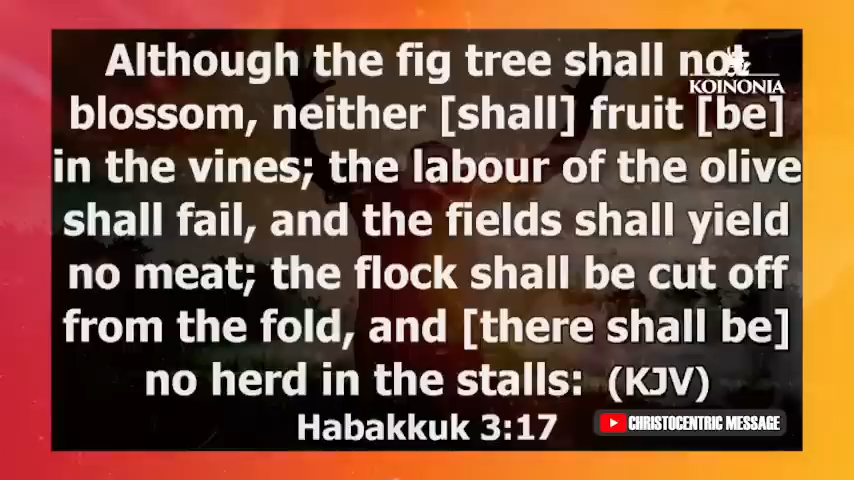 Although the fig tree shall not
KOINONIA
blossom, neither [shall] fruit [be]
in the vines; the labour of the olive
shall fail, and the fields shall yield
no meat; the flock shall be cut off
from the fold, and [there shall be]
no herd in the stalls: (KJV)
Habakkuk 3:17
CHRISTOCENTRIC MESSAGE